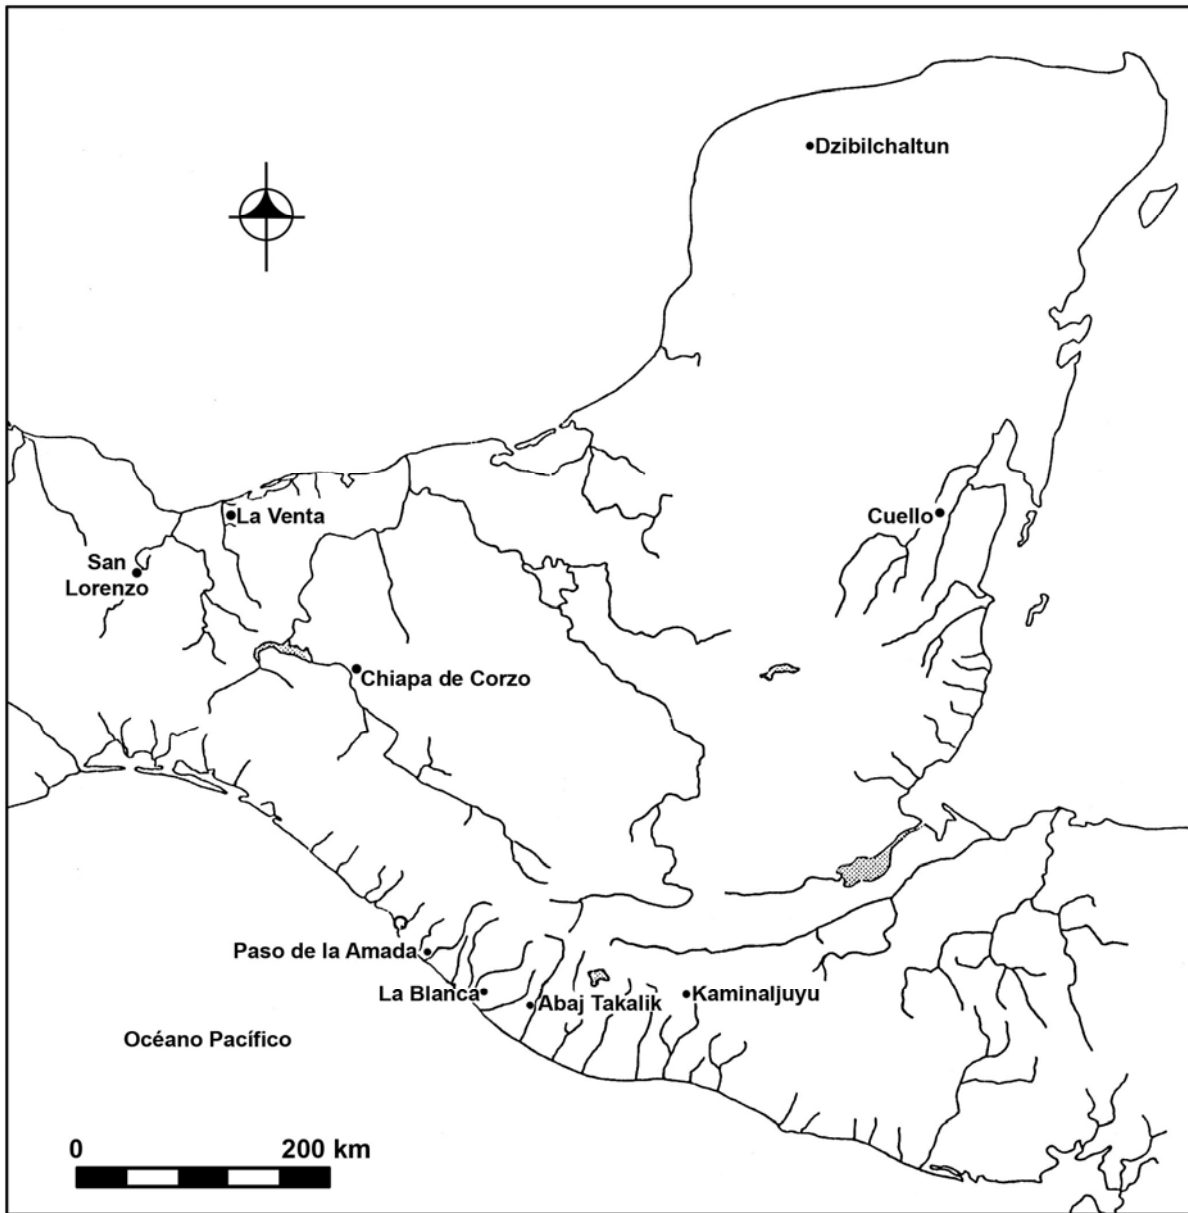 Dzibilchaltun
La Venta
Cuello
San
Lorenzo
Chiapa de Corzo
Paso de la Amada
La Blanca
Abaj Takalik
Kaminaljuyu
Océano Pacífico
0 200 km